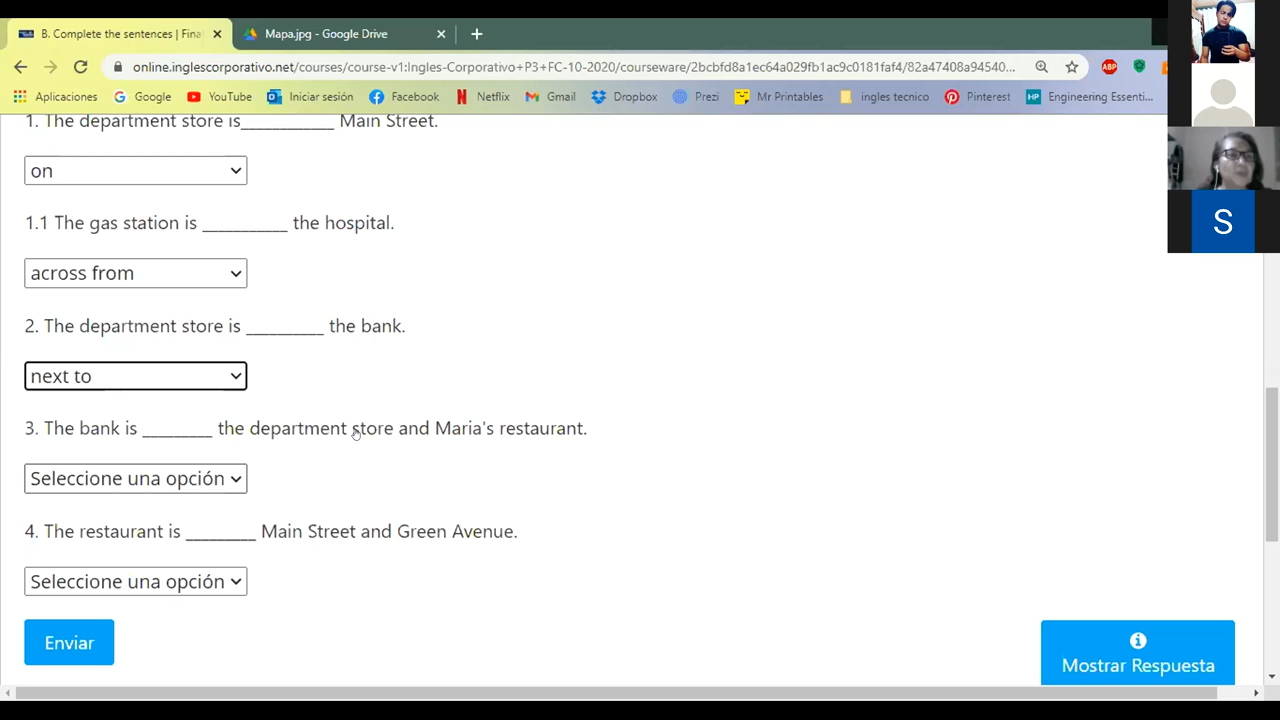 B. Complete the sentences | Fina
Mapa.jpg - Google Drive
online.inglescorporativo.net/courses/course-v1:Ingles-Corporativo+P3+FC-10-2020/courseware/2bcbfd8a1ec64a029fb1ac9c0181faf4/82a47408a94540...
ABP
Aplicaciones Google YouTube Iniciar sesión Facebook Netflix Gmail Dropbox Prezi Mr Printables ingles tecnico Pinterest HP Engineering Essenti...
1. The department store is____________ Main Street.
on
1.1 The gas station is ___________ the hospital.
across from
2. The department store is __________ the bank.
next to
3. The bank is _________ the department store and Maria's restaurant.
Seleccione una opción
4. The restaurant is _________ Main Street and Green Avenue.
Seleccione una opción
Enviar
Mostrar Respuesta
S